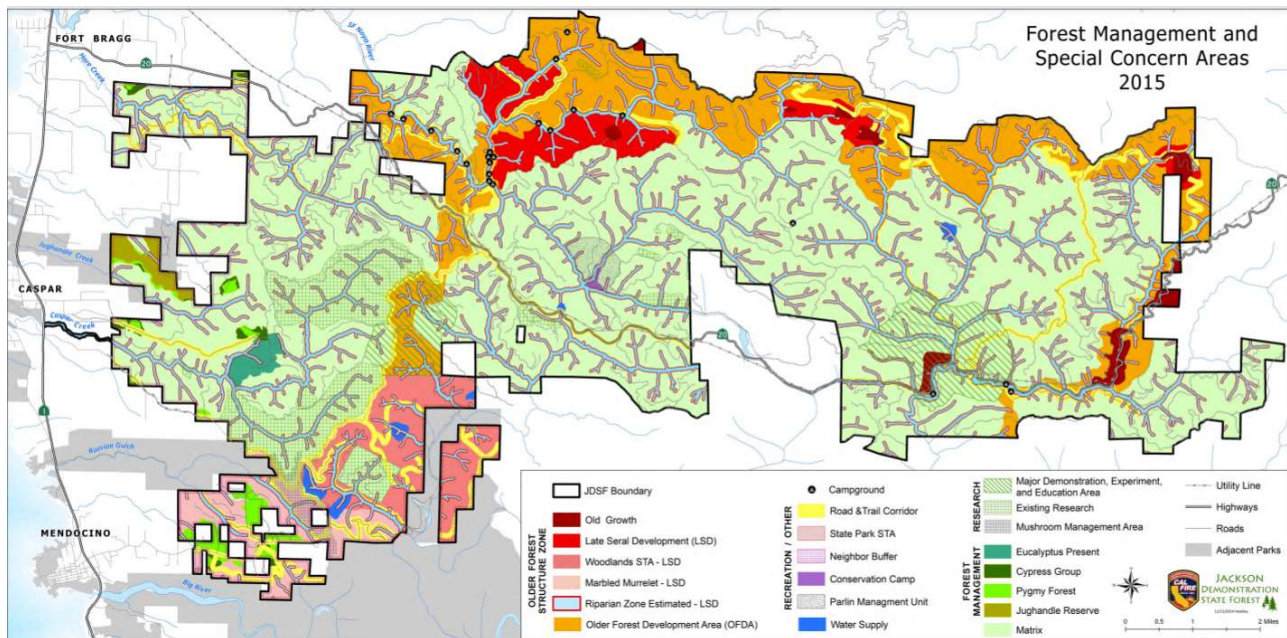 Forest Management and
Special Concern Areas
2015
FORT BRAGG
Hare Creek
20
SF Noyo River
20
Jughandle Creek
CASPAR
Caspar Creek
20
1
Russian Gulch
MENDOCINO
Big River
OLDER FOREST
STRUCTURE ZONE
JDSF Boundary
Old Growth
Late Seral Development (LSD)
Woodlands STA - LSD
Marbled Murrelet - LSD
Riparian Zone Estimated - LSD
Older Forest Development Area (OFDA)
RECREATION / OTHER
Campground
Road & Trail Corridor
State Park STA
Neighbor Buffer
Conservation Camp
Parlin Managment Unit
Water Supply
RESEARCH
Major Demonstration, Experiment,
and Education Area
Existing Research
Mushroom Management Area
FOREST
MANAGEMENT
Eucalyptus Present
Cypress Group
Pygmy Forest
Jughandle Reserve
Matrix
Utility Line
Highways
Roads
Adjacent Parks
CAL
FIRE
JACKSON
DEMONSTRATION
STATE FOREST
0 0.5 1 2 Miles